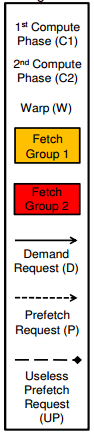 1st Compute
Phase (C1)
2nd Compute
Phase (C2)
Warp (W)
Fetch
Group 1
Fetch
Group 2
Demand
Request (D)
Prefetch
Request (P)
Useless
Prefetch
Request
(UP)